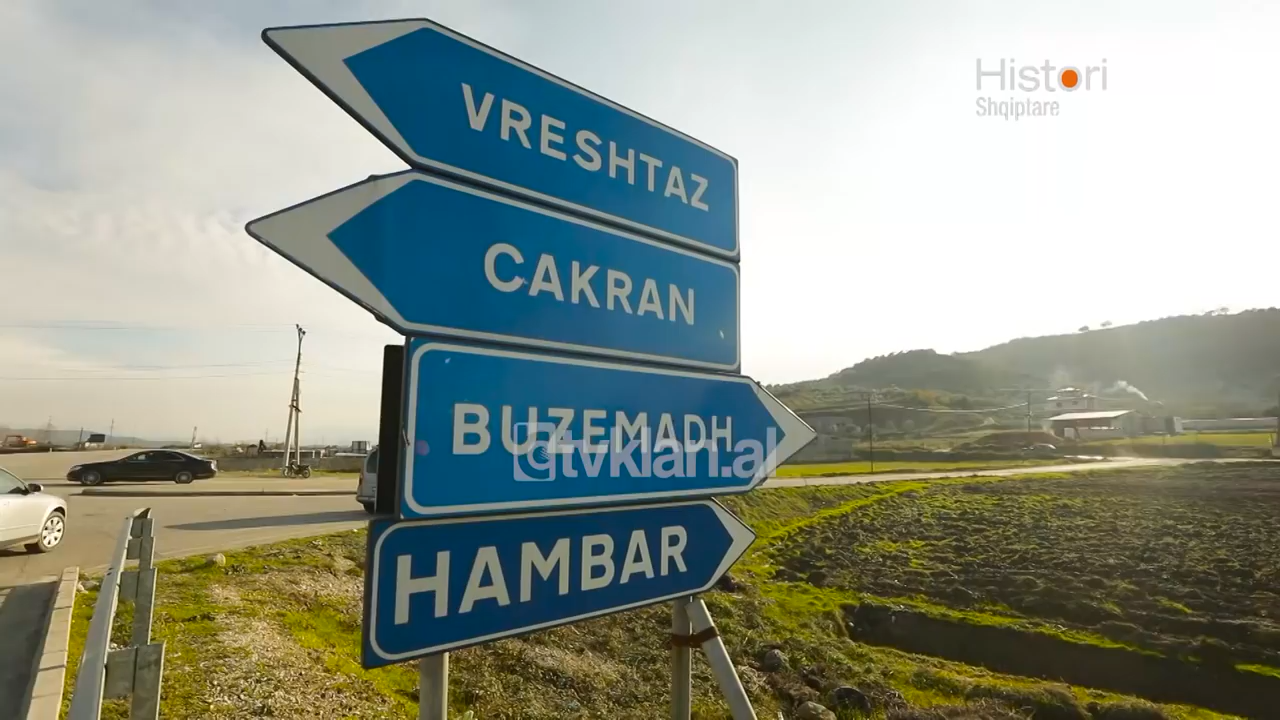 Histori
Shqiptare
VRESHTAZ
CAKRAN
BUZEMADH
tvklan.al
HAMBAR